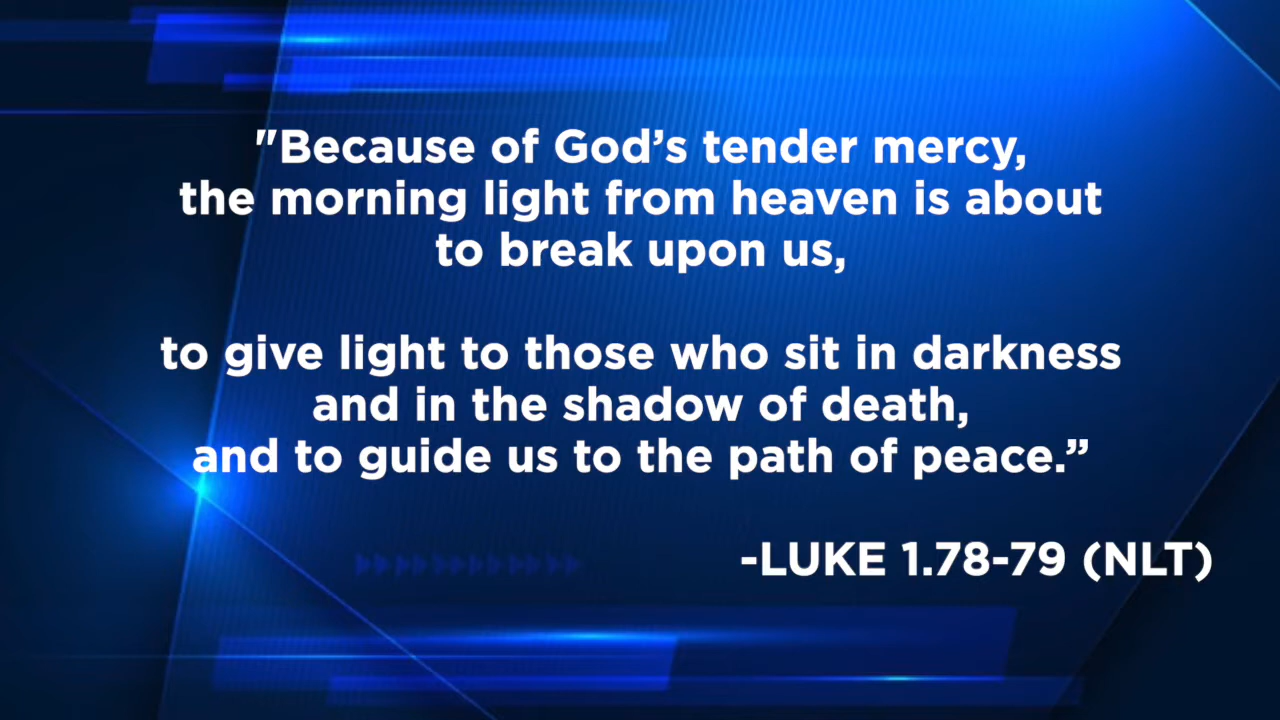 "Because of God’s tender mercy,
the morning light from heaven is about
to break upon us,
to give light to those who sit in darkness
and in the shadow of death,
and to guide us to the path of peace.”
-LUKE 1.78-79 (NLT)